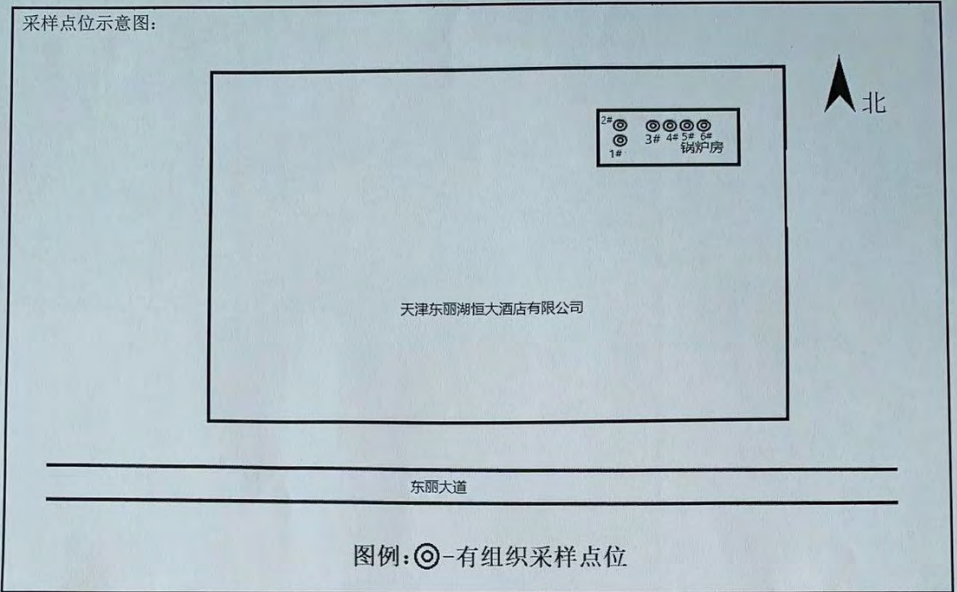 采样点位示意图:
北
2#
1#
3# 4# 5# 6#
锅炉房
天津东丽湖恒大酒店有限公司
东丽大道
图例:◎-有组织采样点位